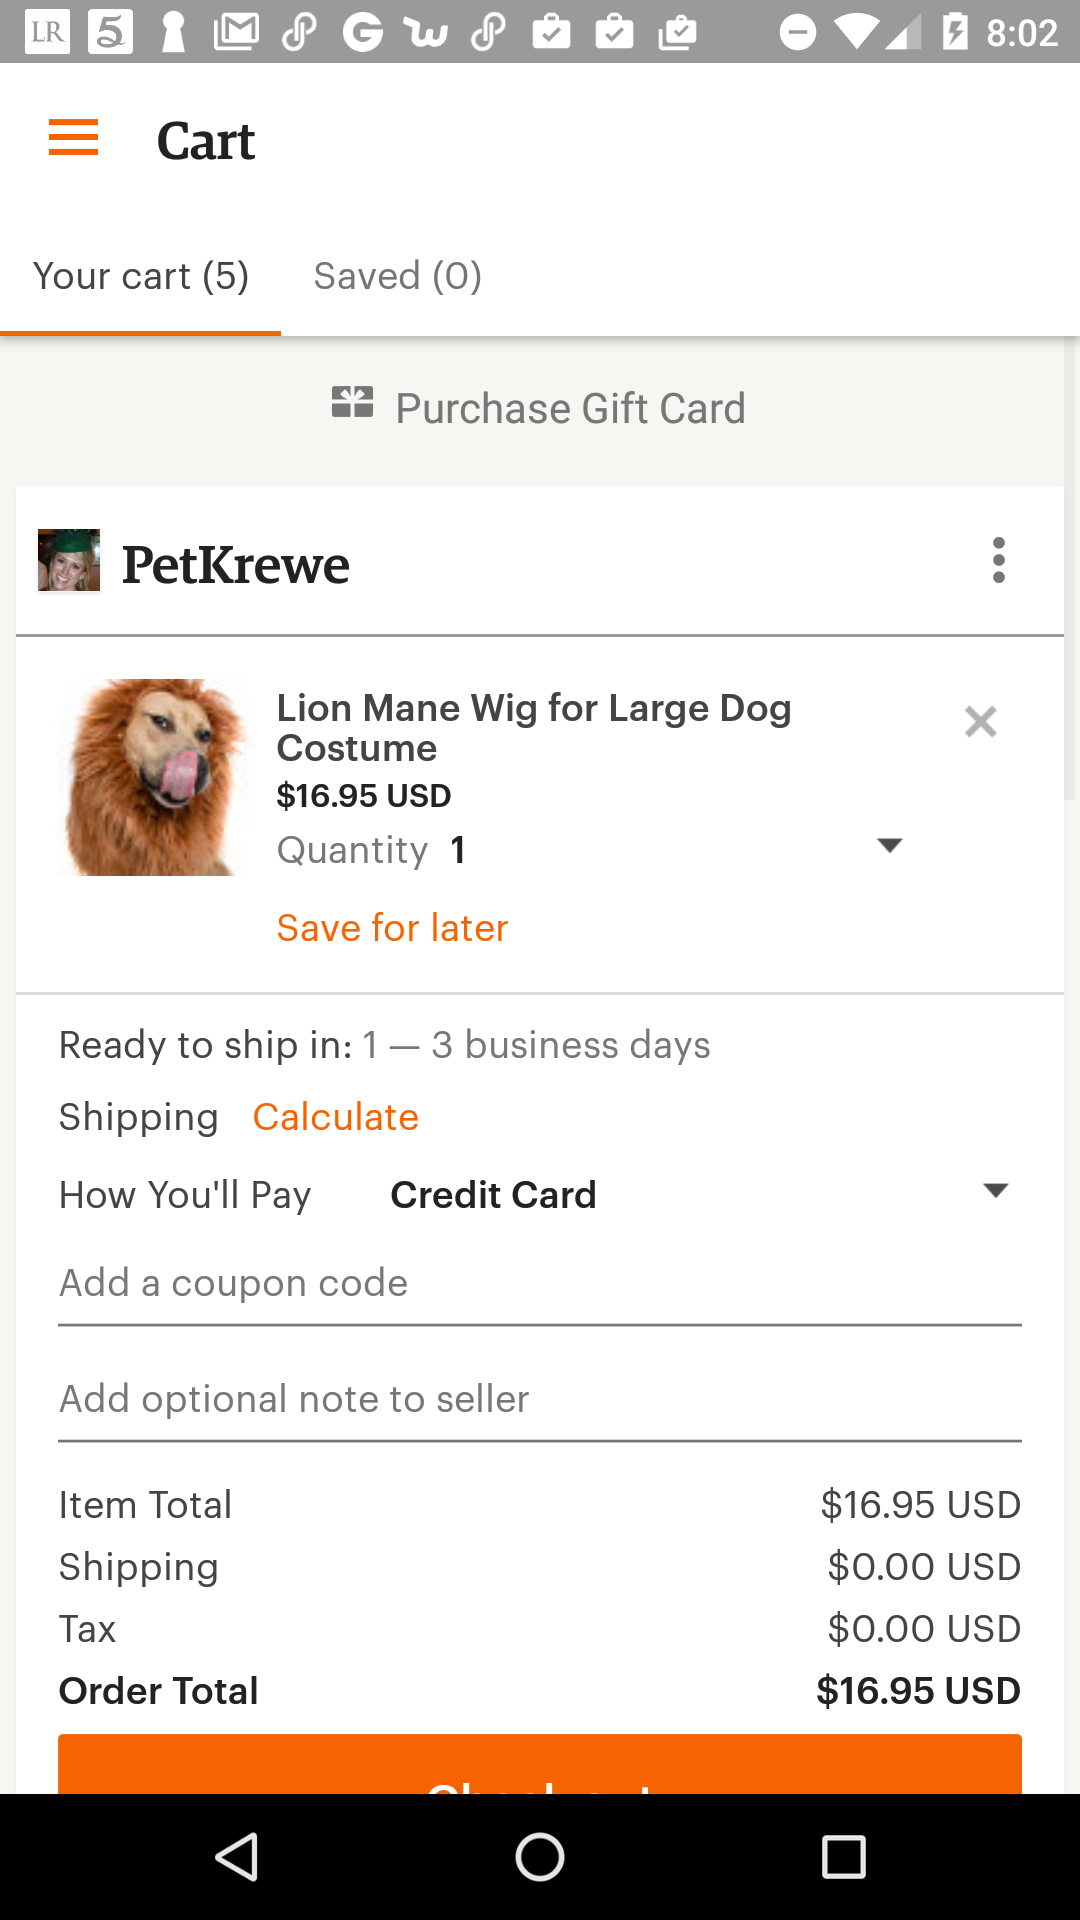 LR 5 G 8:02
Cart
Your cart (5) Saved (0)
Purchase Gift Card
PetKrewe
Lion Mane Wig for Large Dog
Costume
$16.95 USD
Quantity 1
Save for later
Ready to ship in: 1 — 3 business days
Shipping Calculate
How You'll Pay Credit Card
Add a coupon code
Add optional note to seller
Item Total $16.95 USD
Shipping $0.00 USD
Tax $0.00 USD
Order Total $16.95 USD